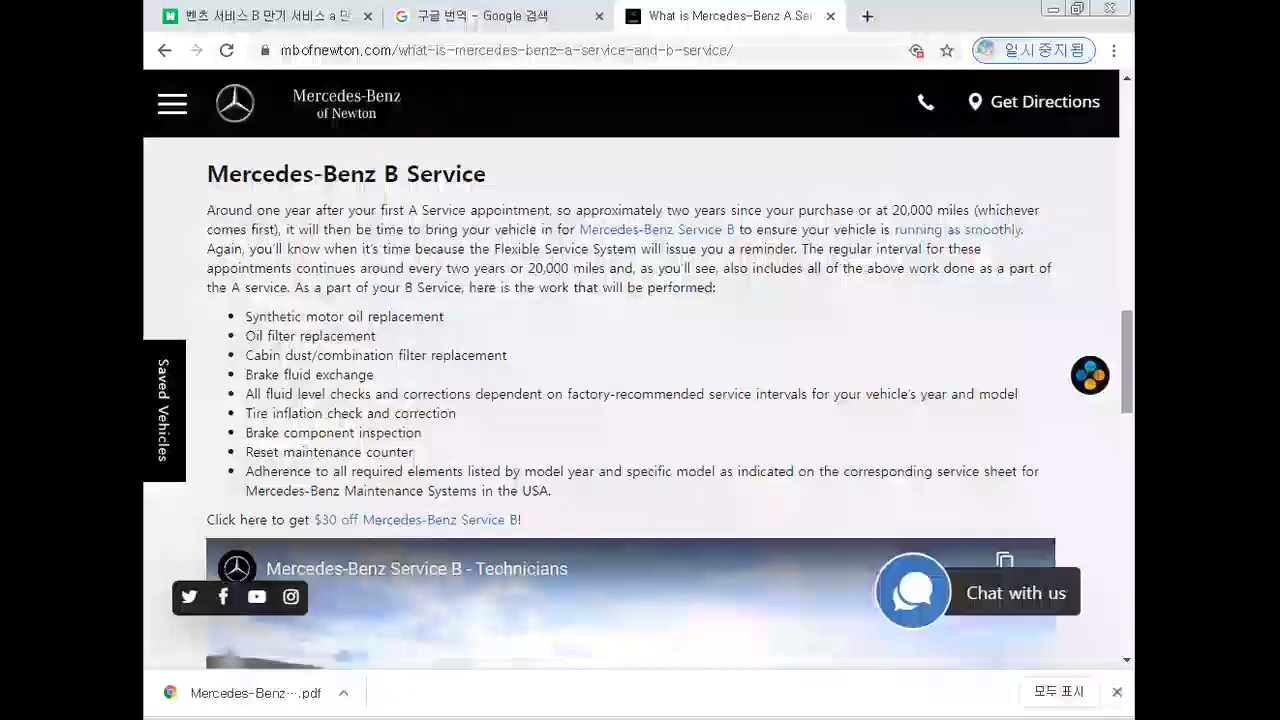 벤츠 서비스 B 만기 서비스 a 만
구글 번역 - Google 검색
What is Mercedes-Benz A Ser
mbofnewton.com/what-is-mercedes-benz-a-service-and-b-service/
일시 중지됨
Mercedes-Benz
of Newton
Get Directions
Mercedes-Benz B Service
Around one year after your first A Service appointment, so approximately two years since your purchase or at 20,000 miles (whichever
comes first), it will then be time to bring your vehicle in for Mercedes-Benz Service B to ensure your vehicle is running as smoothly.
Again, you'll know when it's time because the Flexible Service System will issue you a reminder. The regular interval for these
appointments continues around every two years or 20,000 miles and, as you'll see, also includes all of the above work done as a part of
the A service. As a part of your B Service, here is the work that will be performed:
• Synthetic motor oil replacement
• Oil filter replacement
• Cabin dust/combination filter replacement
• Brake fluid exchange
• All fluid level checks and corrections dependent on factory-recommended service intervals for your vehicle's year and model
• Tire inflation check and correction
• Brake component inspection
• Reset maintenance counter
• Adherence to all required elements listed by model year and specific model as indicated on the corresponding service sheet for
Mercedes-Benz Maintenance Systems in the USA.
Saved Vehicles
Click here to get $30 off Mercedes-Benz Service B!
Mercedes-Benz Service B - Technicians
Chat with us
Mercedes-Benz....pdf
모두 표시